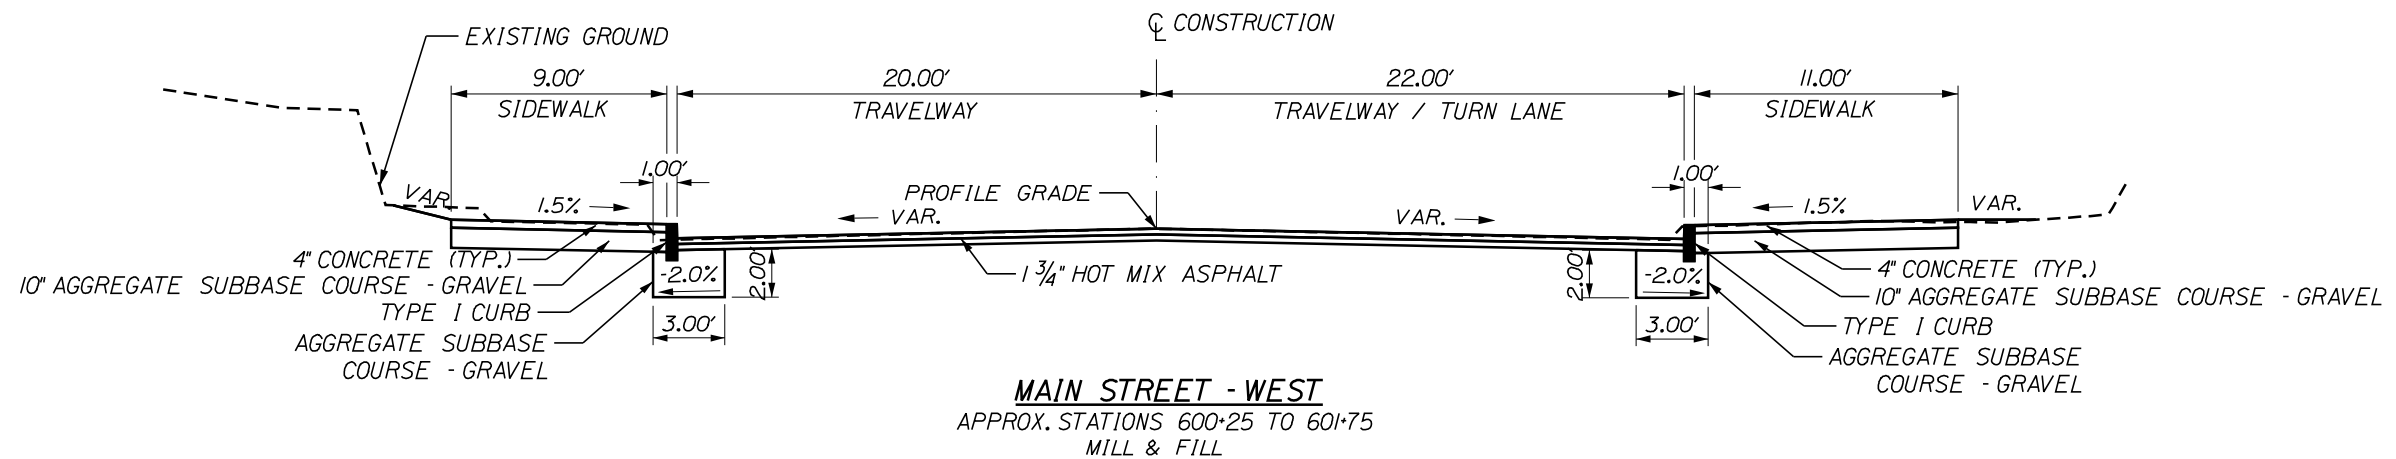 ℄ CONSTRUCTION
EXISTING GROUND
9.00'
20.00'
22.00'
11.00'
SIDEWALK
TRAVELWAY
TRAVELWAY / TURN LANE
SIDEWALK
1.00'
1.00'
VAR.
1.5%
PROFILE GRADE
VAR.
VAR.
1.5%
VAR.
4" CONCRETE (TYP.)
10" AGGREGATE SUBBASE COURSE - GRAVEL
TYPE I CURB
AGGREGATE SUBBASE
COURSE - GRAVEL
-2.0%
2.00'
3.00'
1 3/4" HOT MIX ASPHALT
2.00'
-2.0%
3.00'
4" CONCRETE (TYP.)
10" AGGREGATE SUBBASE COURSE - GRAVEL
TYPE I CURB
AGGREGATE SUBBASE
COURSE - GRAVEL
MAIN STREET - WEST
APPROX. STATIONS 600+25 TO 601+75
MILL & FILL